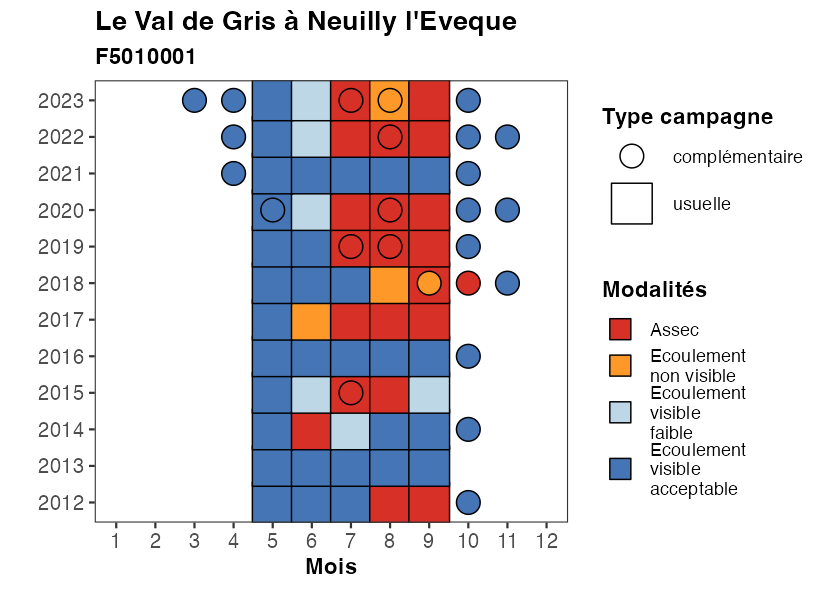 Le Val de Gris à Neuilly l'Eveque
F5010001
2023
2022
2021
2020
2019
2018
2017
2016
2015
2014
2013
2012
1 2 3 4 5 6 7 8 9 10 11 12
Mois
Type campagne
complémentaire
usuelle
Modalités
Assec
Ecoulement
non visible
Ecoulement
visible
faible
Ecoulement
visible
acceptable